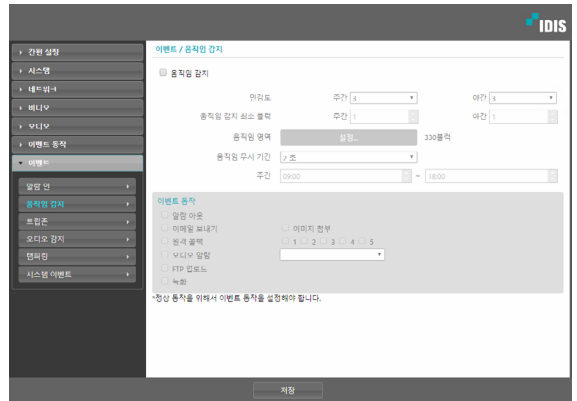 IDIS
간편 설정
시스템
네트워크
비디오
오디오
이벤트 동작
이벤트
알람 인
움직임 감지
트립존
오디오 감지
탬퍼링
시스템 이벤트
이벤트 / 움직임 감지
움직임 감지
민감도 주간 3 야간 3
움직임 감지 최소 블럭 주간 1 야간 1
움직임 영역 설정... 330블럭
움직임 무시 기간 2 초
주간 09:00 ~ 18:00
이벤트 동작
알람 아웃
이메일 보내기 이미지 첨부
원격 콜백 1 2 3 4 5
오디오 알람
FTP 업로드
녹화
*정상 동작을 위해서 이벤트 동작을 설정해야 합니다.
저장